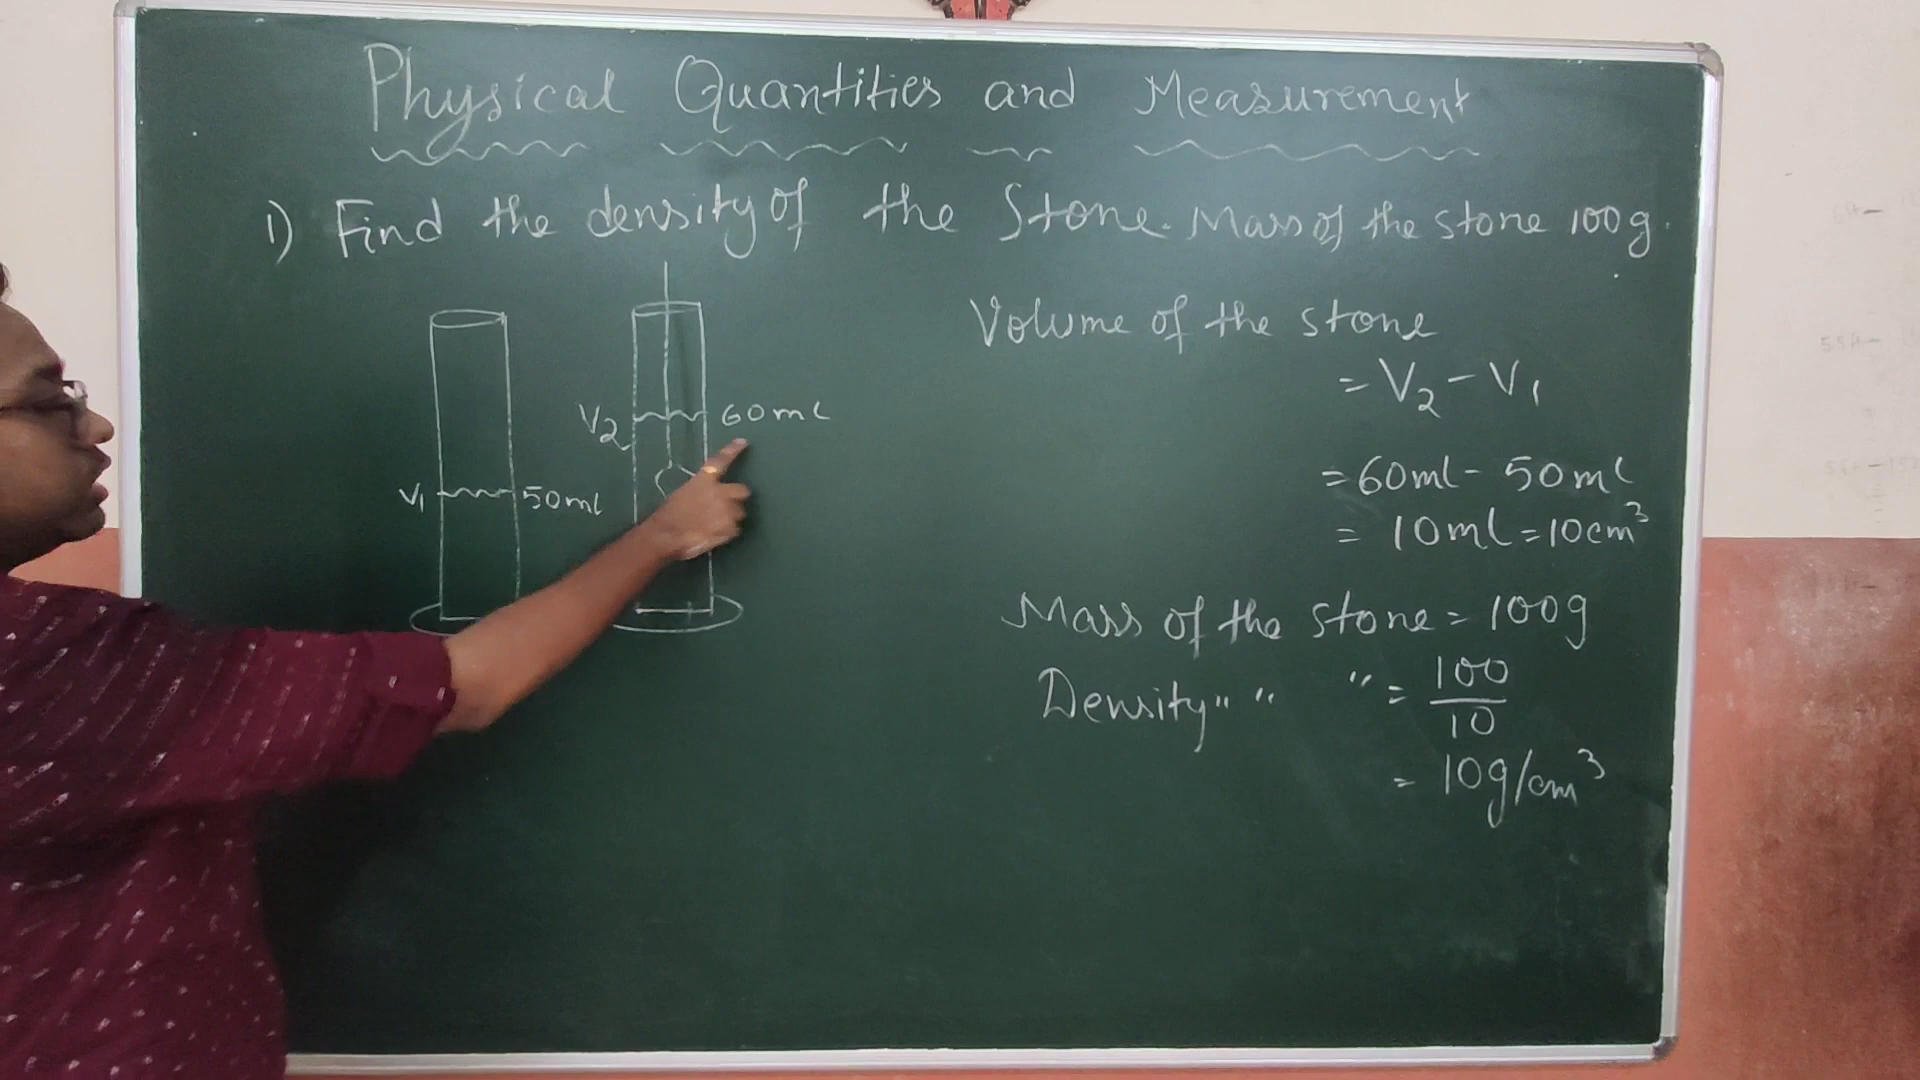 Physical Quantities and Measurement
1) Find the density of the Stone. Mass of the stone 100g.
V1 50ml
V2 60ml
Volume of the stone
= V2 - V1
= 60ml - 50ml
= 10ml = 10cm³
Mass of the stone = 100g
Density " " " = 100/10
= 10g/cm³